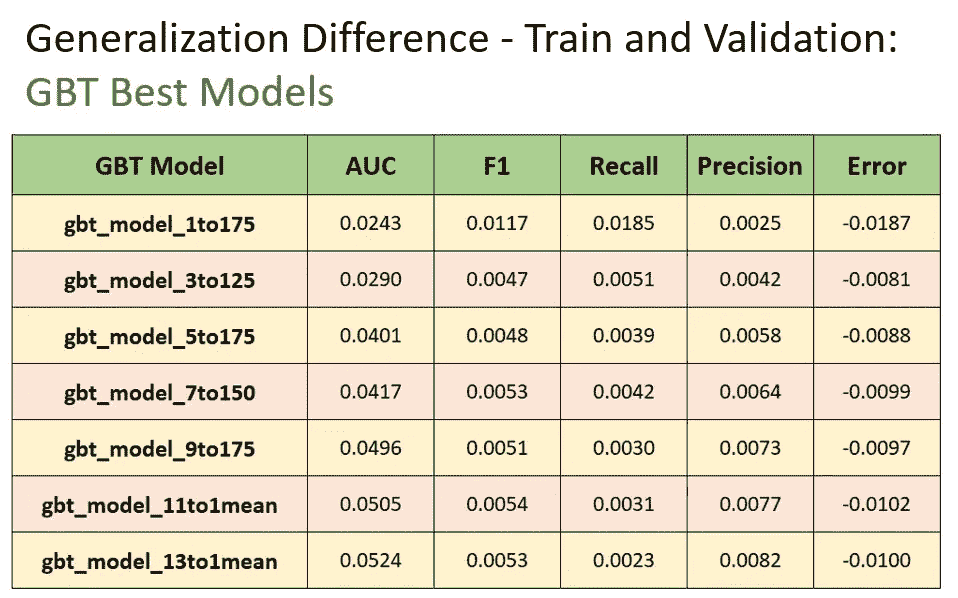 Generalization Difference - Train and Validation:
GBT Best Models
GBT Model AUC F1 Recall Precision Error
gbt_model_1to175 0.0243 0.0117 0.0185 0.0025 -0.0187
gbt_model_3to125 0.0290 0.0047 0.0051 0.0042 -0.0081
gbt_model_5to175 0.0401 0.0048 0.0039 0.0058 -0.0088
gbt_model_7to150 0.0417 0.0053 0.0042 0.0064 -0.0099
gbt_model_9to175 0.0496 0.0051 0.0030 0.0073 -0.0097
gbt_model_11to1mean 0.0505 0.0054 0.0031 0.0077 -0.0102
gbt_model_13to1mean 0.0524 0.0053 0.0023 0.0082 -0.0100